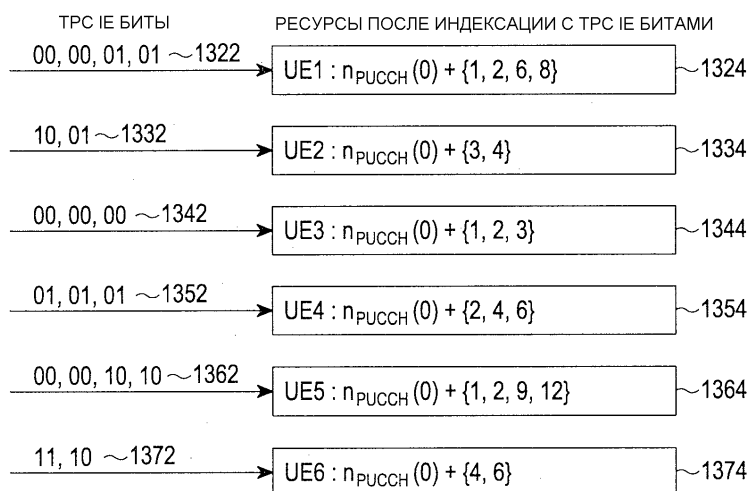 TPC IE БИТЫ РЕСУРСЫ ПОСЛЕ ИНДЕКСАЦИИ С TPC IE БИТАМИ
00, 00, 01, 01 ~1322 UE1 : nPUCCH (0) + {1, 2, 6, 8} ~1324
10, 01~1332 UE2 : nPUCCH (0) + {3, 4} ~1334
00, 00, 00 ~1342 UE3 : nPUCCH (0) + {1, 2, 3} ~1344
01, 01, 01 ~1352 UE4 : nPUCCH (0) + {2, 4, 6} ~1354
00, 00, 10, 10 ~1362 UE5 : nPUCCH (0) + {1, 2, 9, 12} ~1364
11, 10 ~1372 UE6 : nPUCCH (0) + {4, 6} ~1374